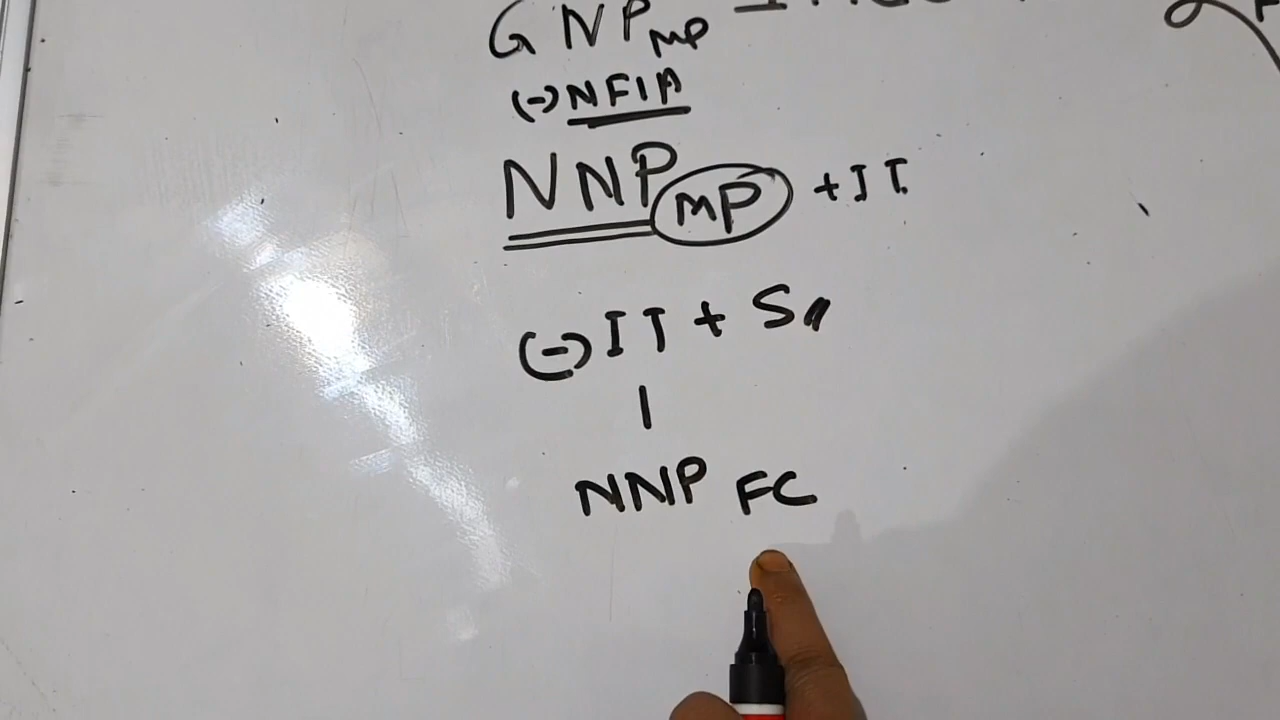 GNP MP
(-) NFIA
NNP MP + IT
(-) IT + S
NNP FC